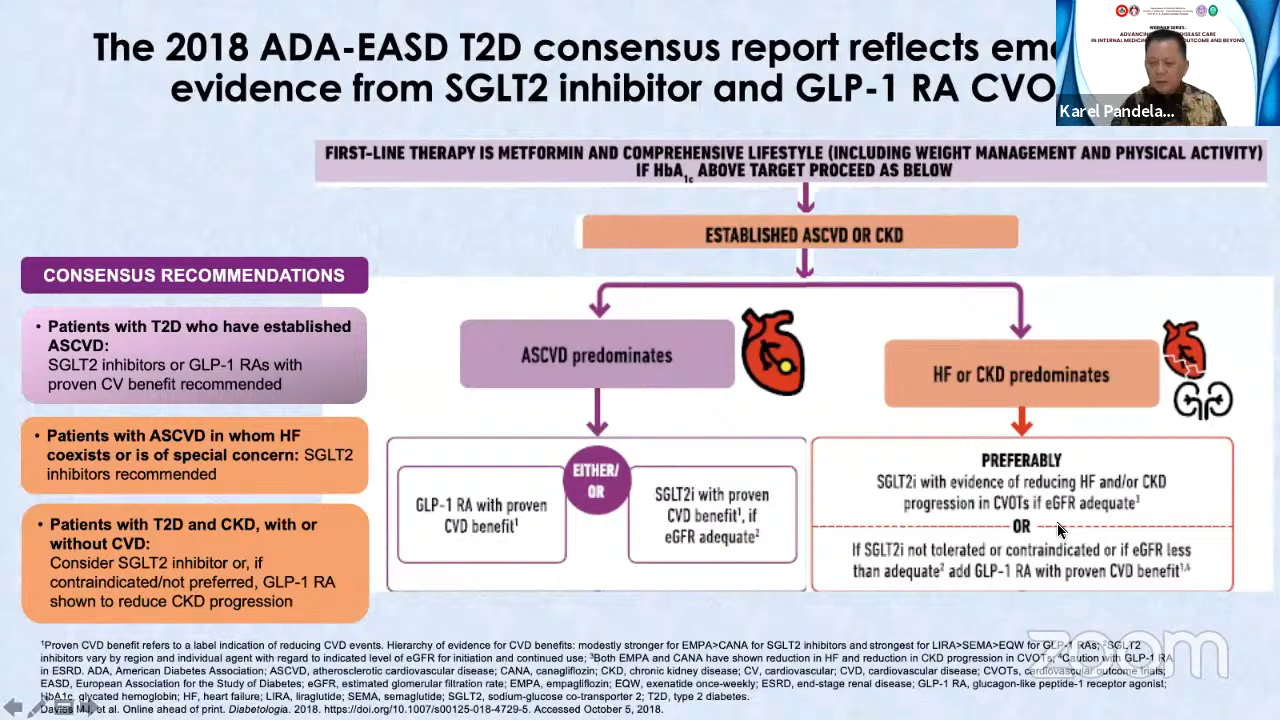 The 2018 ADA-EASD T2D consensus report reflects eme
evidence from SGLT2 inhibitor and GLP-1 RA CVO
WEBINAR SERIES:
IN INTERNAL MEDICIN
Karel Pandela...
FIRST-LINE THERAPY IS METFORMIN AND COMPREHENSIVE LIFESTYLE (INCLUDING WEIGHT MANAGEMENT AND PHYSICAL ACTIVITY)
IF HbA1c ABOVE TARGET PROCEED AS BELOW
ESTABLISHED ASCVD OR CKD
CONSENSUS RECOMMENDATIONS
• Patients with T2D who have established
ASCVD:
SGLT2 inhibitors or GLP-1 RAs with
proven CV benefit recommended
• Patients with ASCVD in whom HF
coexists or is of special concern: SGLT2
inhibitors recommended
• Patients with T2D and CKD, with or
without CVD:
Consider SGLT2 inhibitor or, if
contraindicated/not preferred, GLP-1 RA
shown to reduce CKD progression
ASCVD predominates
EITHER/
OR
GLP-1 RA with proven
CVD benefit¹
SGLT2i with proven
CVD benefit¹, if
eGFR adequate²
HF or CKD predominates
PREFERABLY
SGLT2i with evidence of reducing HF and/or CKD
progression in CVOTs if eGFR adequate³
OR
If SGLT2i not tolerated or contraindicated or if eGFR less
than adequate² add GLP-1 RA with proven CVD benefit¹,⁴
¹Proven CVD benefit refers to a label indication of reducing CVD events. Hierarchy of evidence for CVD benefits: modestly stronger for EMPA>CANA for SGLT2 inhibitors and strongest for LIRA>SEMA>EQW for GLP-1 RAs; ²SGLT2
inhibitors vary by region and individual agent with regard to indicated level of eGFR for initiation and continued use; ³Both EMPA and CANA have shown reduction in HF and reduction in CKD progression in CVOTs; ⁴Caution with GLP-1 RA
in ESRD. ADA, American Diabetes Association; ASCVD, atherosclerotic cardiovascular disease; CANA, canagliflozin; CKD, chronic kidney disease; CV, cardiovascular; CVD, cardiovascular disease; CVOTs, cardiovascular outcome trials;
EASD, European Association for the Study of Diabetes; eGFR, estimated glomerular filtration rate; EMPA, empagliflozin; EQW, exenatide once-weekly; ESRD, end-stage renal disease; GLP-1 RA, glucagon-like peptide-1 receptor agonist;
HbA1c, glycated hemoglobin; HF, heart failure; LIRA, liraglutide; SEMA, semaglutide; SGLT2, sodium-glucose co-transporter 2; T2D, type 2 diabetes.
Davies MJ, et al. Online ahead of print. Diabetologia. 2018. https://doi.org/10.1007/s00125-018-4729-5. Accessed October 5, 2018.
zoom